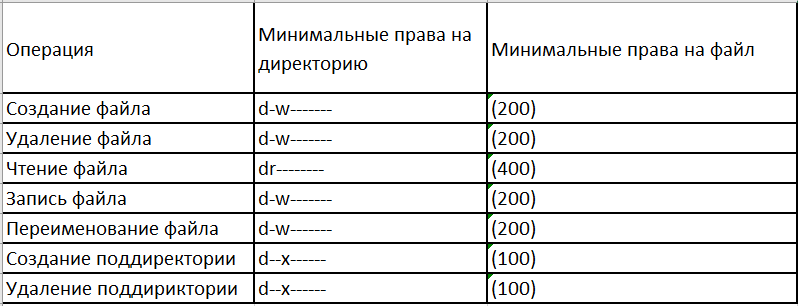 Операция Минимальные права на директорию Минимальные права на файл
Создание файла d-w------- (200)
Удаление файла d-w------- (200)
Чтение файла dr-------- (400)
Запись файла d-w------- (200)
Переименование файла d-w------- (200)
Создание поддиректории d--x------ (100)
Удаление поддириктории d--x------ (100)